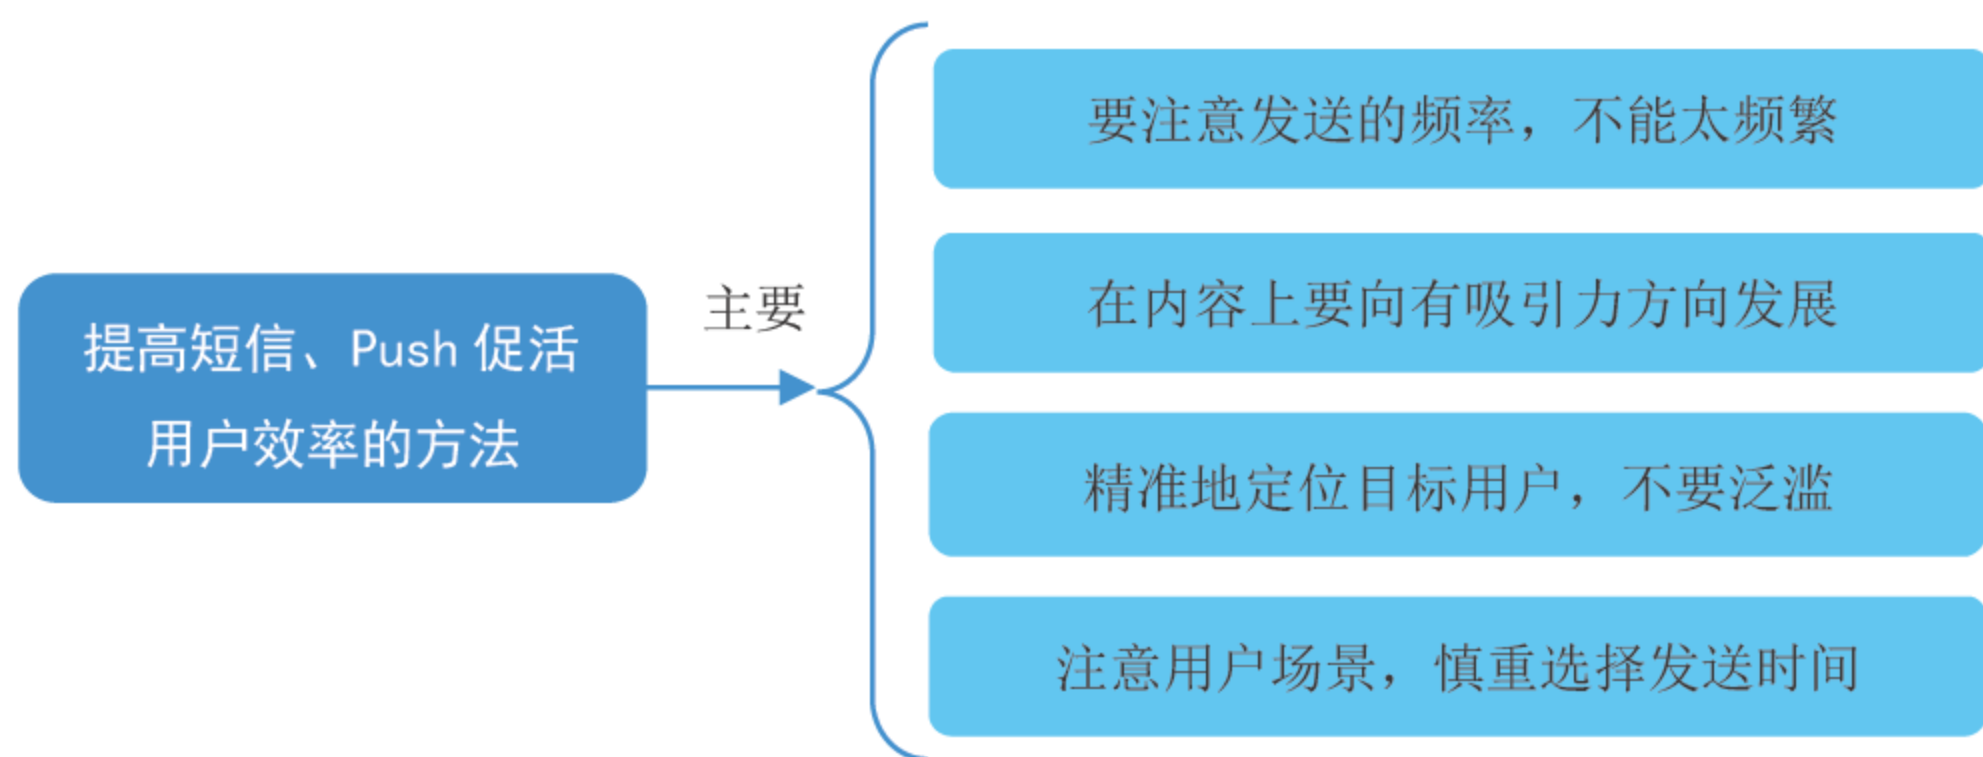 提高短信、Push 促活
用户效率的方法
主要
要注意发送的频率，不能太频繁
在内容上要向有吸引力方向发展
精准地定位目标用户，不要泛滥
注意用户场景，慎重选择发送时间